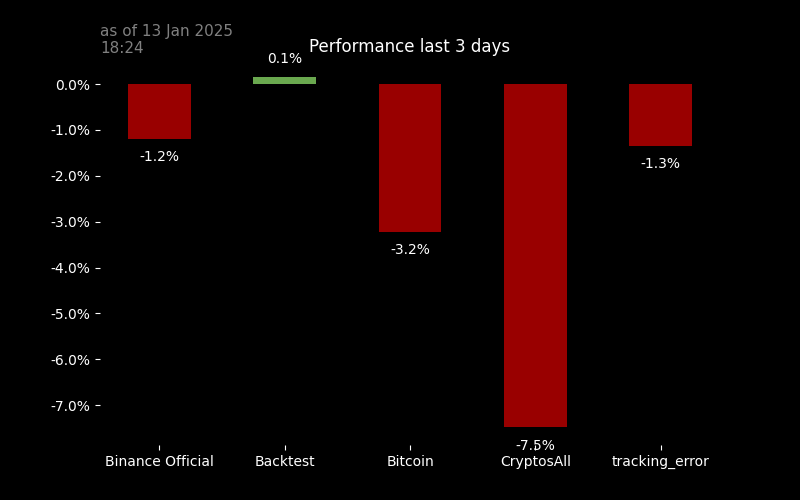 as of 13 Jan 2025
18:24
Performance last 3 days
0.1%
0.0%
-1.0%
-1.2%
-1.3%
-2.0%
-3.0%
-3.2%
-4.0%
-5.0%
-6.0%
-7.0%
-7.5%
Binance Official
Backtest
Bitcoin
CryptosAll
tracking_error